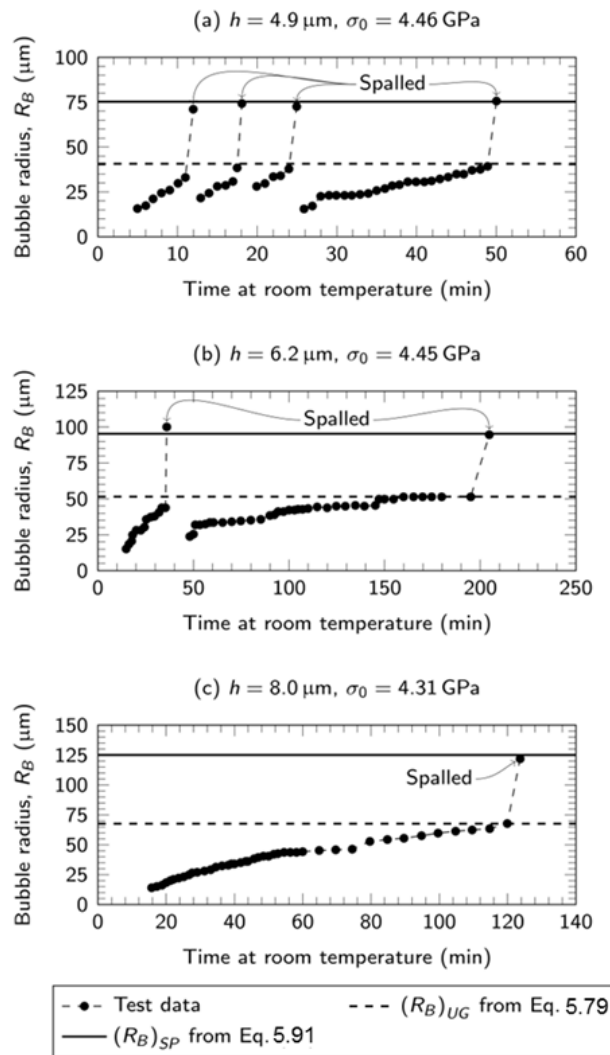 (a) h = 4.9 μm, σ0 = 4.46 GPa
Bubble radius, RB (μm)
100
75
50
25
0
Spalled
0 10 20 30 40 50 60
Time at room temperature (min)
(b) h = 6.2 μm, σ0 = 4.45 GPa
Bubble radius, RB (μm)
125
100
75
50
25
0
Spalled
0 50 100 150 200 250
Time at room temperature (min)
(c) h = 8.0 μm, σ0 = 4.31 GPa
Bubble radius, RB (μm)
150
125
100
75
50
25
0
Spalled
0 20 40 60 80 100 120 140
Time at room temperature (min)
Test data
(RB)UG from Eq. 5.79
(RB)SP from Eq. 5.91